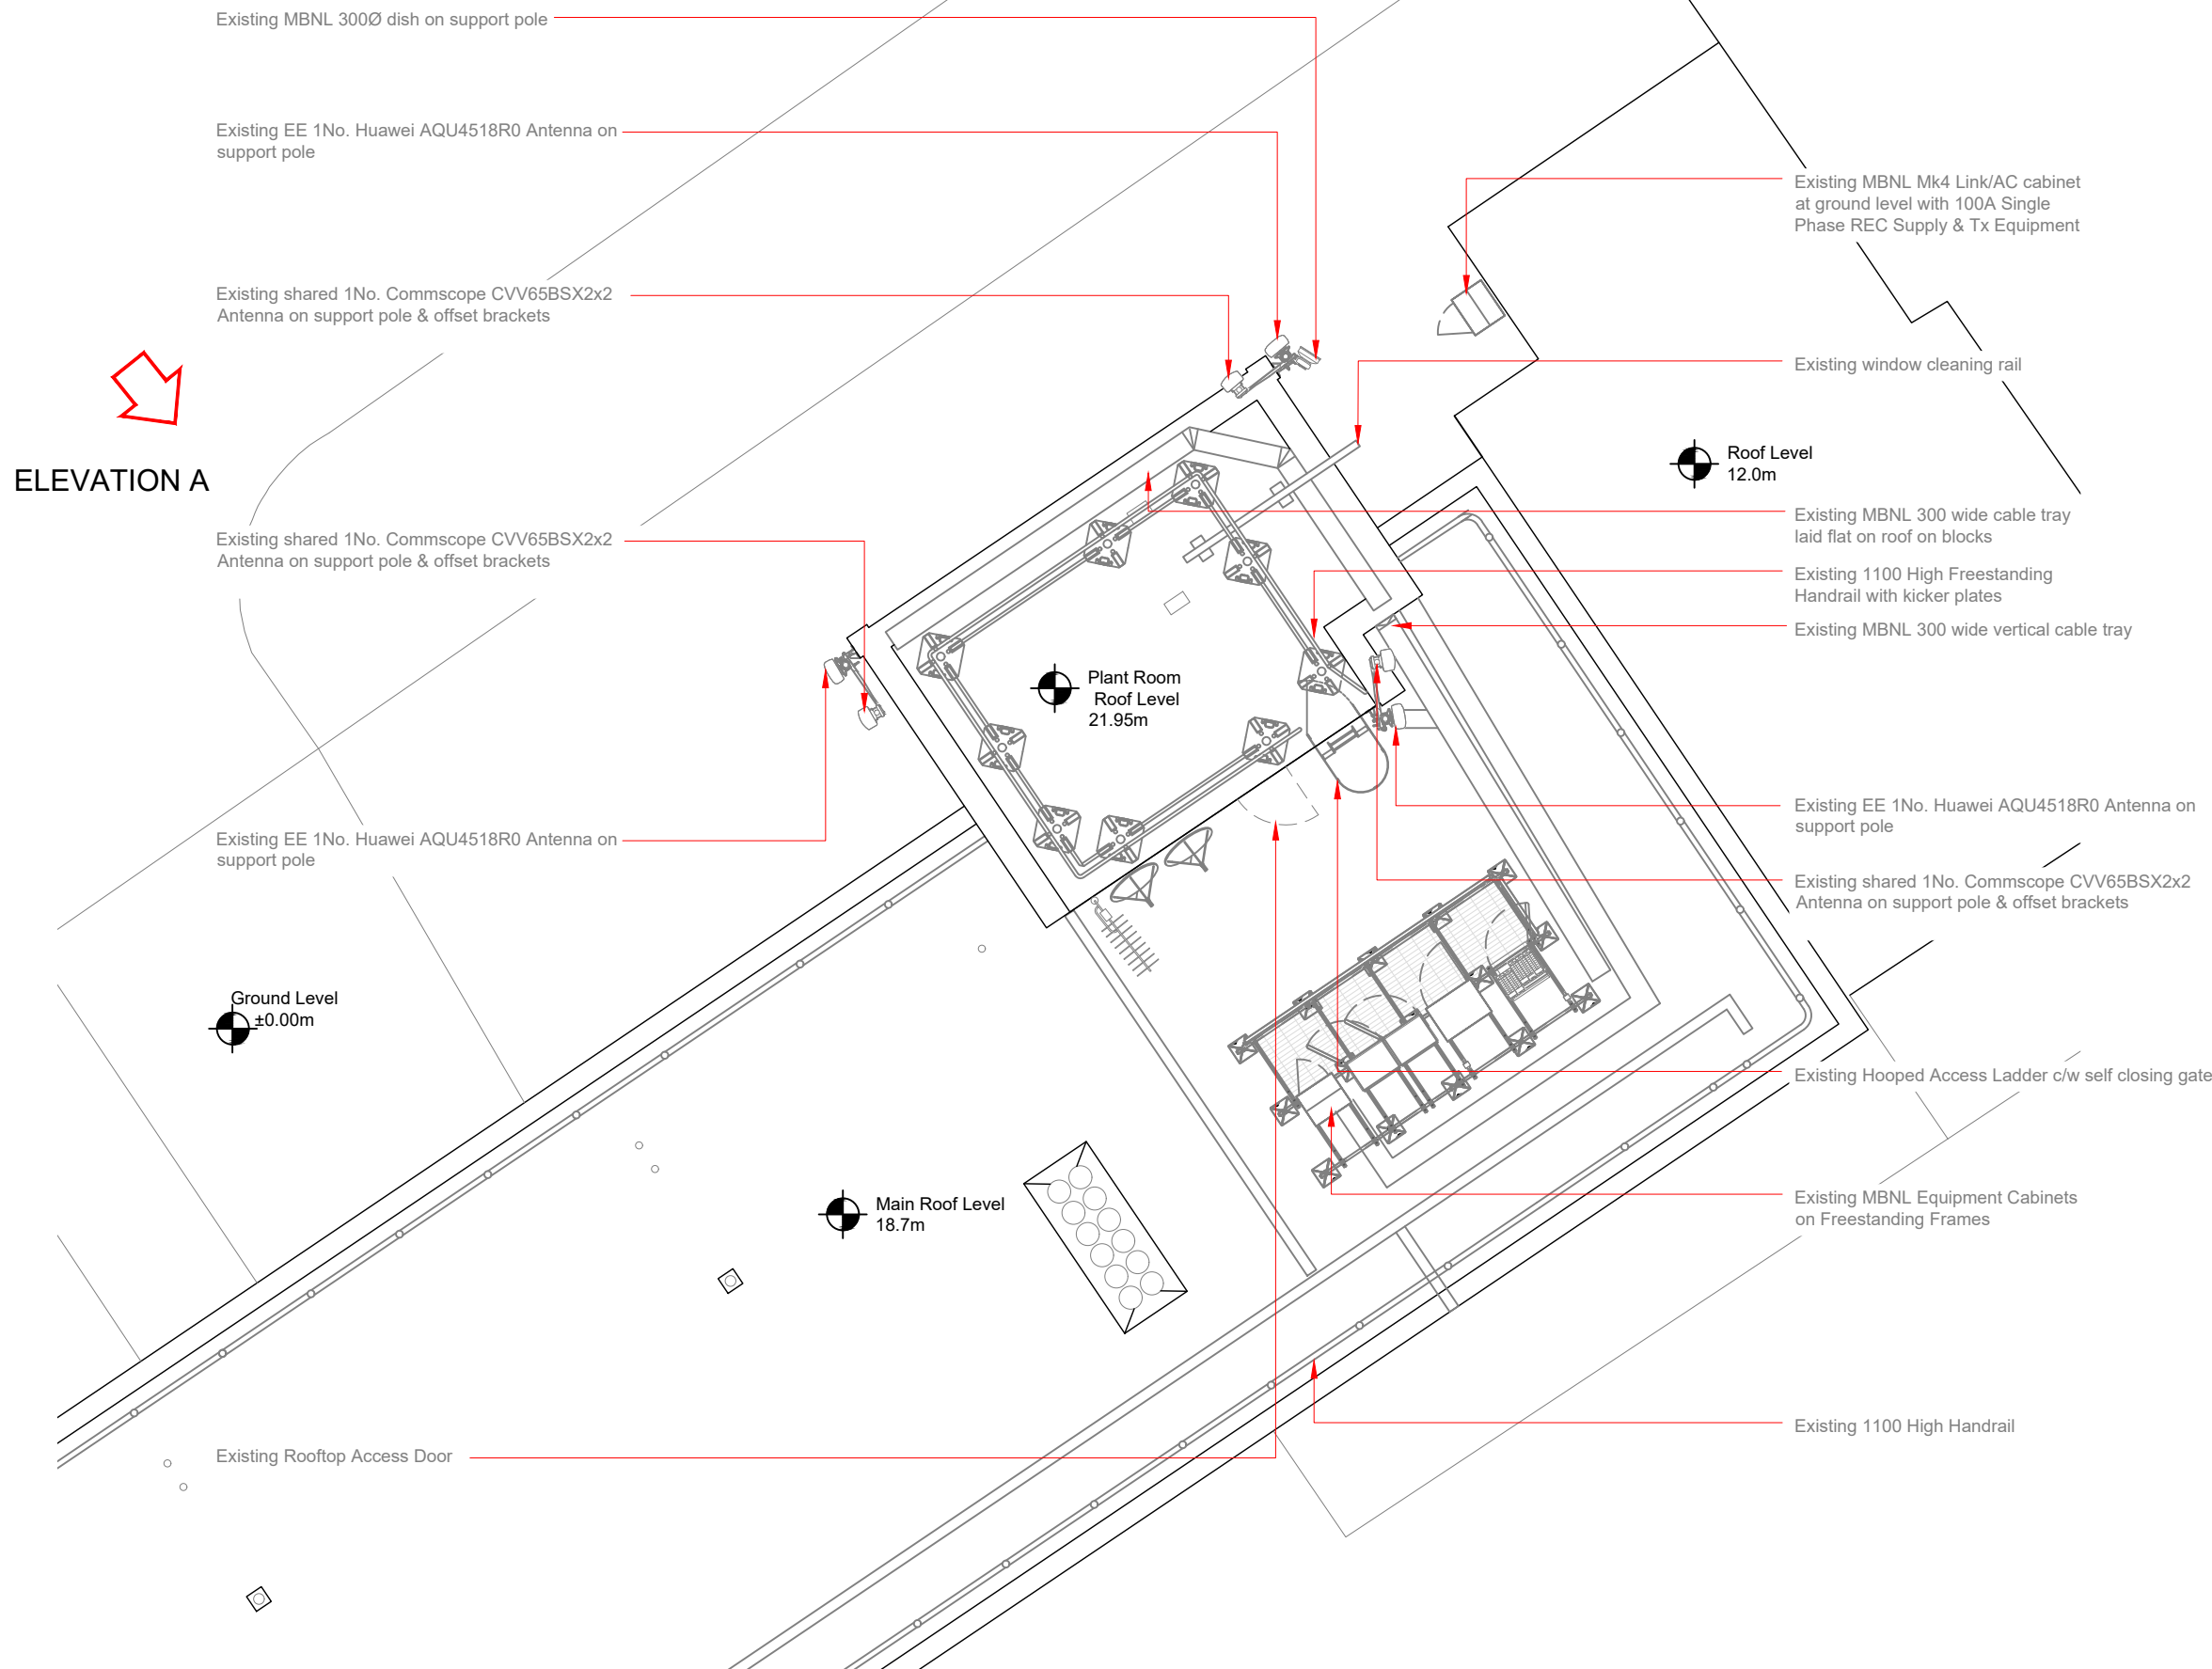 Existing MBNL 300Ø dish on support pole
Existing EE 1No. Huawei AQU4518R0 Antenna on
support pole
Existing shared 1No. Commscope CVV65BSX2x2
Antenna on support pole & offset brackets
ELEVATION A
Existing shared 1No. Commscope CVV65BSX2x2
Antenna on support pole & offset brackets
Existing EE 1No. Huawei AQU4518R0 Antenna on
support pole
Ground Level
±0.00m
Existing Rooftop Access Door
Plant Room
Roof Level
21.95m
Main Roof Level
18.7m
Existing MBNL Mk4 Link/AC cabinet
at ground level with 100A Single
Phase REC Supply & Tx Equipment
Existing window cleaning rail
Roof Level
12.0m
Existing MBNL 300 wide cable tray
laid flat on roof on blocks
Existing 1100 High Freestanding
Handrail with kicker plates
Existing MBNL 300 wide vertical cable tray
Existing EE 1No. Huawei AQU4518R0 Antenna on
support pole
Existing shared 1No. Commscope CVV65BSX2x2
Antenna on support pole & offset brackets
Existing Hooped Access Ladder c/w self closing gate
Existing MBNL Equipment Cabinets
on Freestanding Frames
Existing 1100 High Handrail